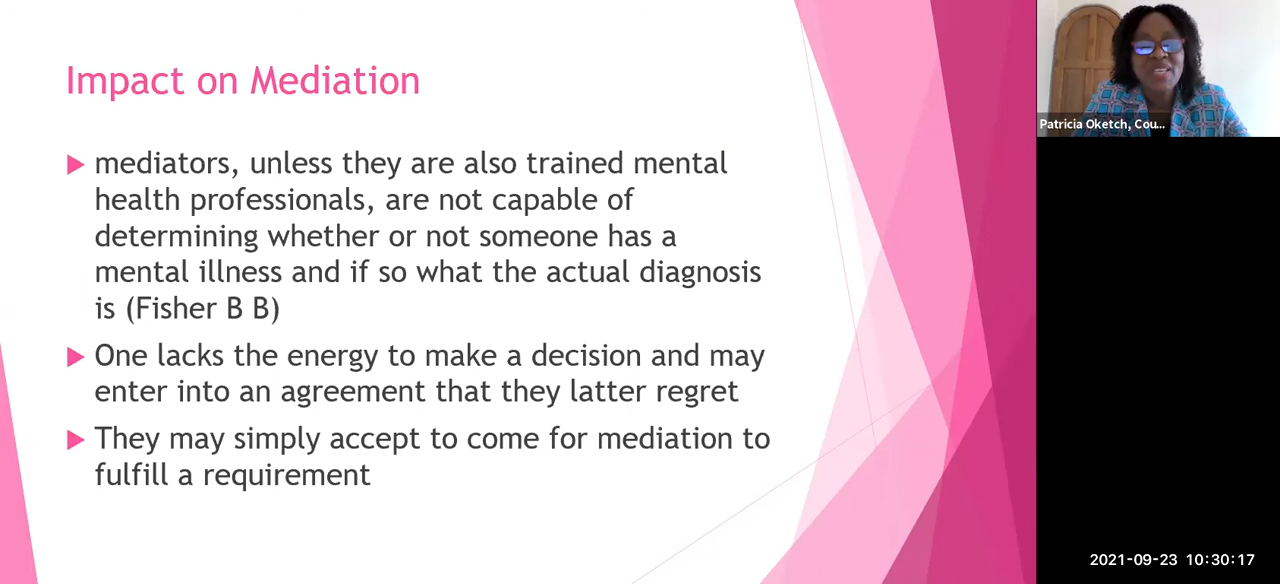 Impact on Mediation
mediators, unless they are also trained mental
health professionals, are not capable of
determining whether or not someone has a
mental illness and if so what the actual diagnosis
is (Fisher B B)
One lacks the energy to make a decision and may
enter into an agreement that they latter regret
They may simply accept to come for mediation to
fulfill a requirement
Patricia Oketch, Cou...
2021-09-23 10:30:17